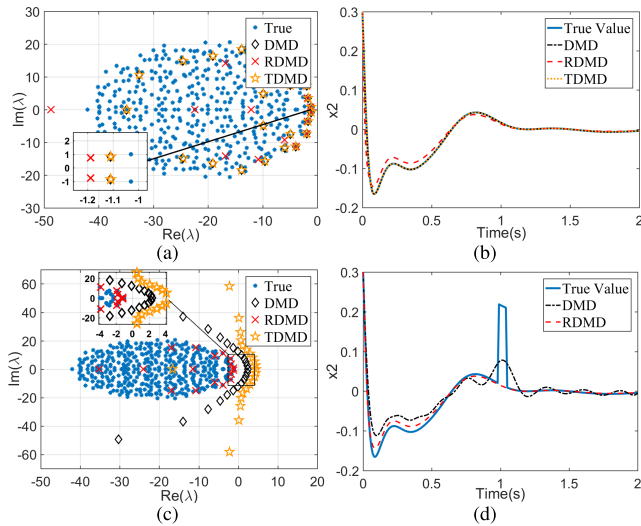 30
20
10
0
-10
-20
-30
Im(λ)
-50 -40 -30 -20 -10 0
Re(λ)
True
DMD
RDMD
TDMD
2
1
0
-1
-1.2 -1.1 -1
(a)
0.3
0.2
0.1
0
-0.1
-0.2
x2
0 0.5 1 1.5 2
Time(s)
True Value
DMD
RDMD
TDMD
(b)
60
40
20
0
-20
-40
-60
Im(λ)
-50 -40 -30 -20 -10 0 10 20
Re(λ)
True
DMD
RDMD
TDMD
20
0
-20
-4 -2 0 2 4
(c)
0.3
0.2
0.1
0
-0.1
-0.2
x2
0 0.5 1 1.5 2
Time(s)
True Value
DMD
RDMD
(d)